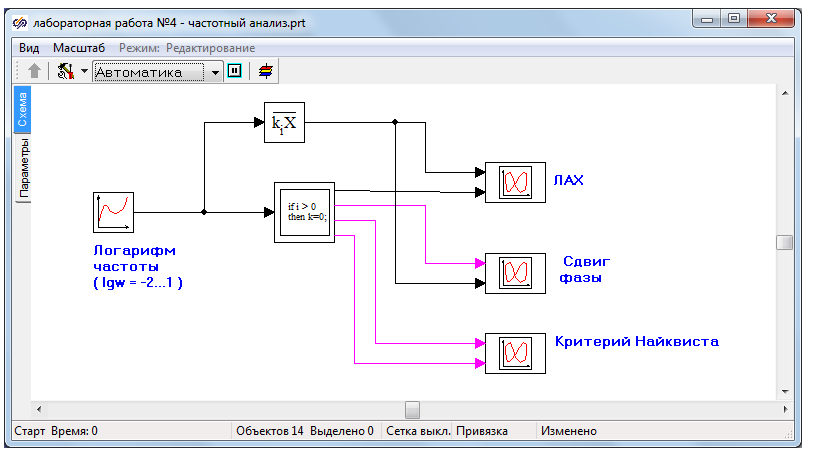 лабораторная работа №4 - частотный анализ.prt
Вид Масштаб Режим: Редактирование
Автоматика
Схема
Параметры
kiX
if i > 0
then k=0;
ЛАХ
Логарифм
частоты
( lgw = -2...1 )
Сдвиг
фазы
Критерий Найквиста
Старт Время: 0 Объектов 14 Выделено 0 Сетка выкл. Привязка Изменено